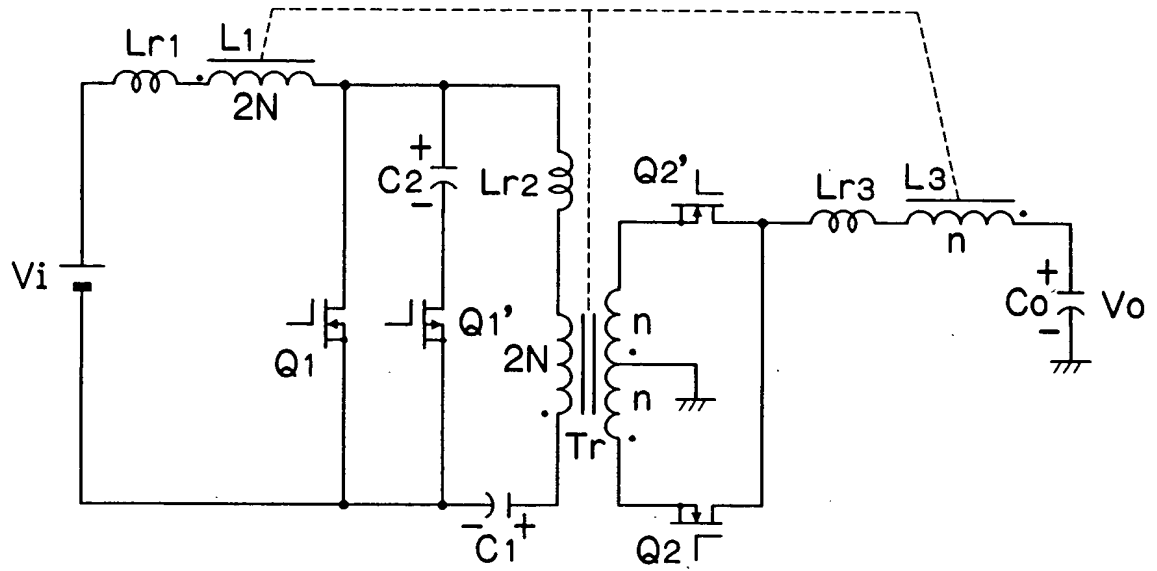 Lr1
L1
2N
Vi
Q1
+
C2
-
Q1'
Lr2
2N
Tr
-
C1
+
n
n
Q2'
Q2
Lr3
L3
n
+
Co
-
Vo